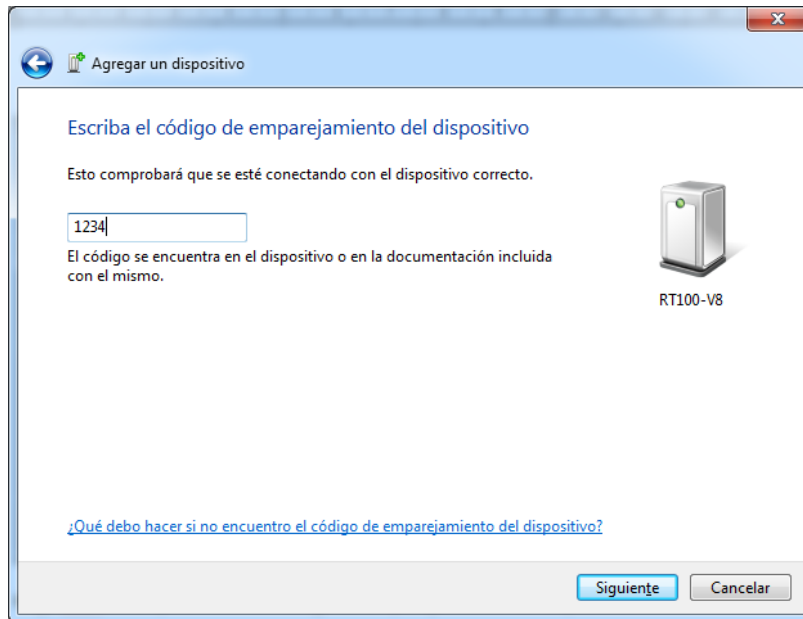 Agregar un dispositivo
Escriba el código de emparejamiento del dispositivo
Esto comprobará que se esté conectando con el dispositivo correcto.
1234
El código se encuentra en el dispositivo o en la documentación incluida
con el mismo.
RT100-V8
¿Qué debo hacer si no encuentro el código de emparejamiento del dispositivo?
Siguiente
Cancelar